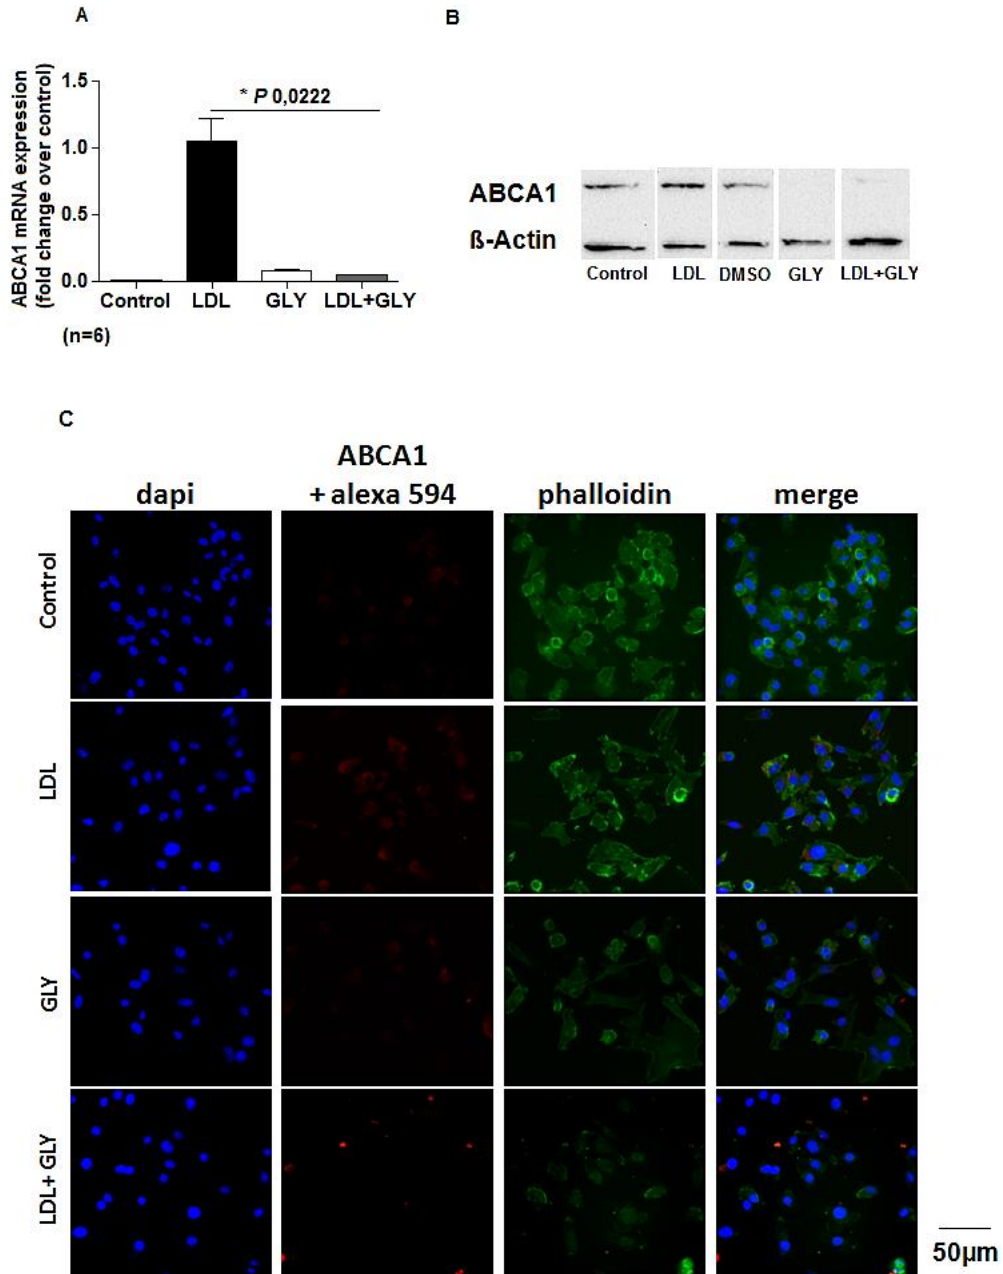 A
B
ABCA1 mRNA expression
(fold change over control)
1.5
1.0
0.5
0.0
* P 0,0222
Control LDL GLY LDL+GLY
(n=6)
ABCA1
ß-Actin
Control LDL DMSO GLY LDL+GLY
C
dapi
ABCA1
+ alexa 594
phalloidin
merge
Control
LDL
GLY
LDL+ GLY
50µm